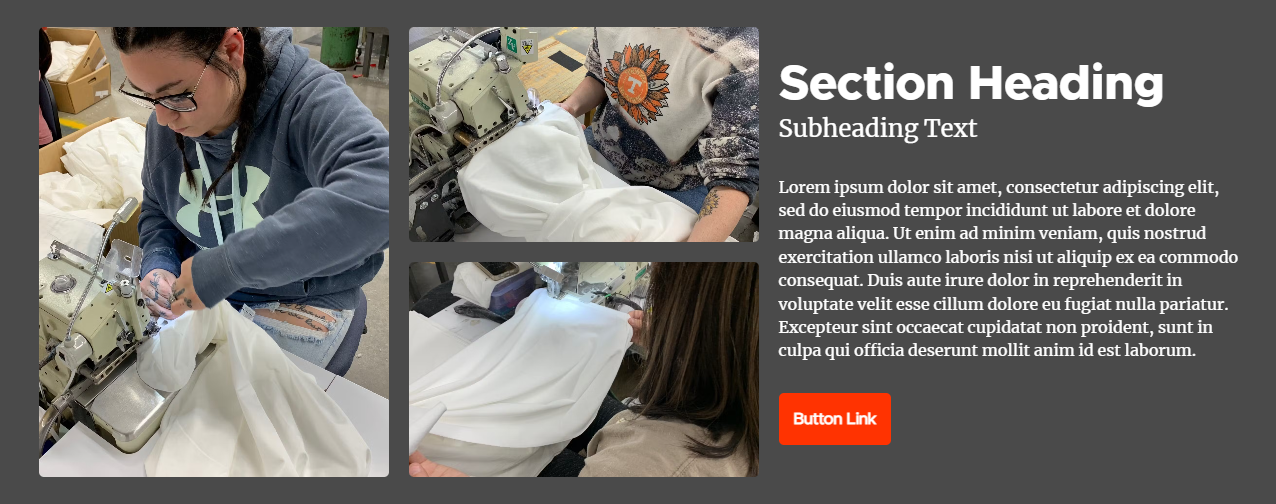 Section Heading
Subheading Text
Lorem ipsum dolor sit amet, consectetur adipiscing elit,
sed do eiusmod tempor incididunt ut labore et dolore
magna aliqua. Ut enim ad minim veniam, quis nostrud
exercitation ullamco laboris nisi ut aliquip ex ea commodo
consequat. Duis aute irure dolor in reprehenderit in
voluptate velit esse cillum dolore eu fugiat nulla pariatur.
Excepteur sint occaecat cupidatat non proident, sunt in
culpa qui officia deserunt mollit anim id est laborum.
Button Link